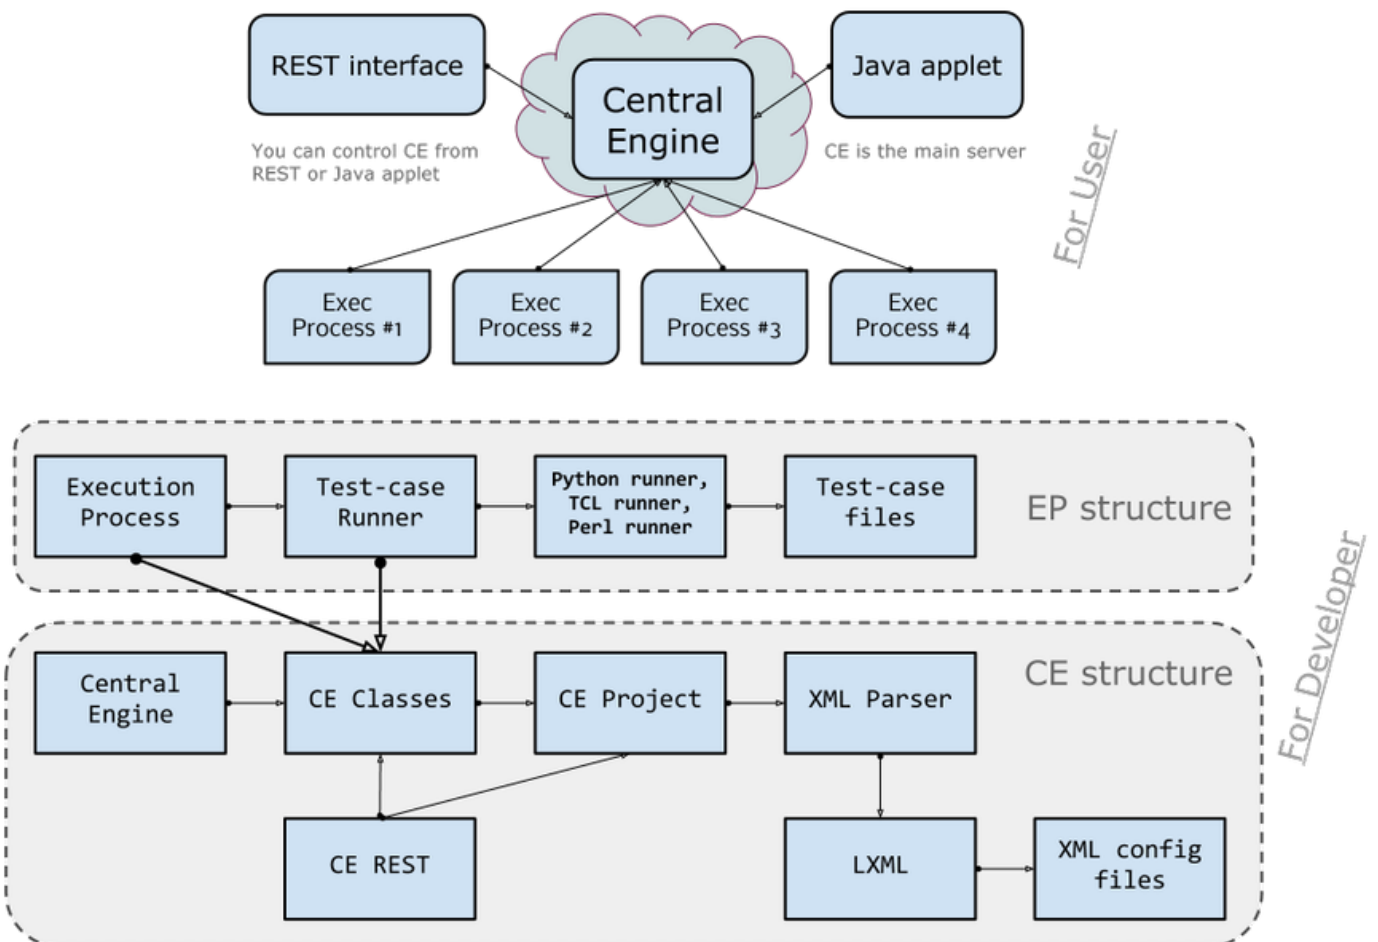 REST interface
Central
Engine
Java applet
You can control CE from
REST or Java applet
CE is the main server
For User
Exec
Process #1
Exec
Process #2
Exec
Process #3
Exec
Process #4
Execution
Process
Test-case
Runner
Python runner,
TCL runner,
Perl runner
Test-case
files
EP structure
For Developer
CE structure
Central
Engine
CE Classes
CE Project
XML Parser
CE REST
LXML
XML config
files